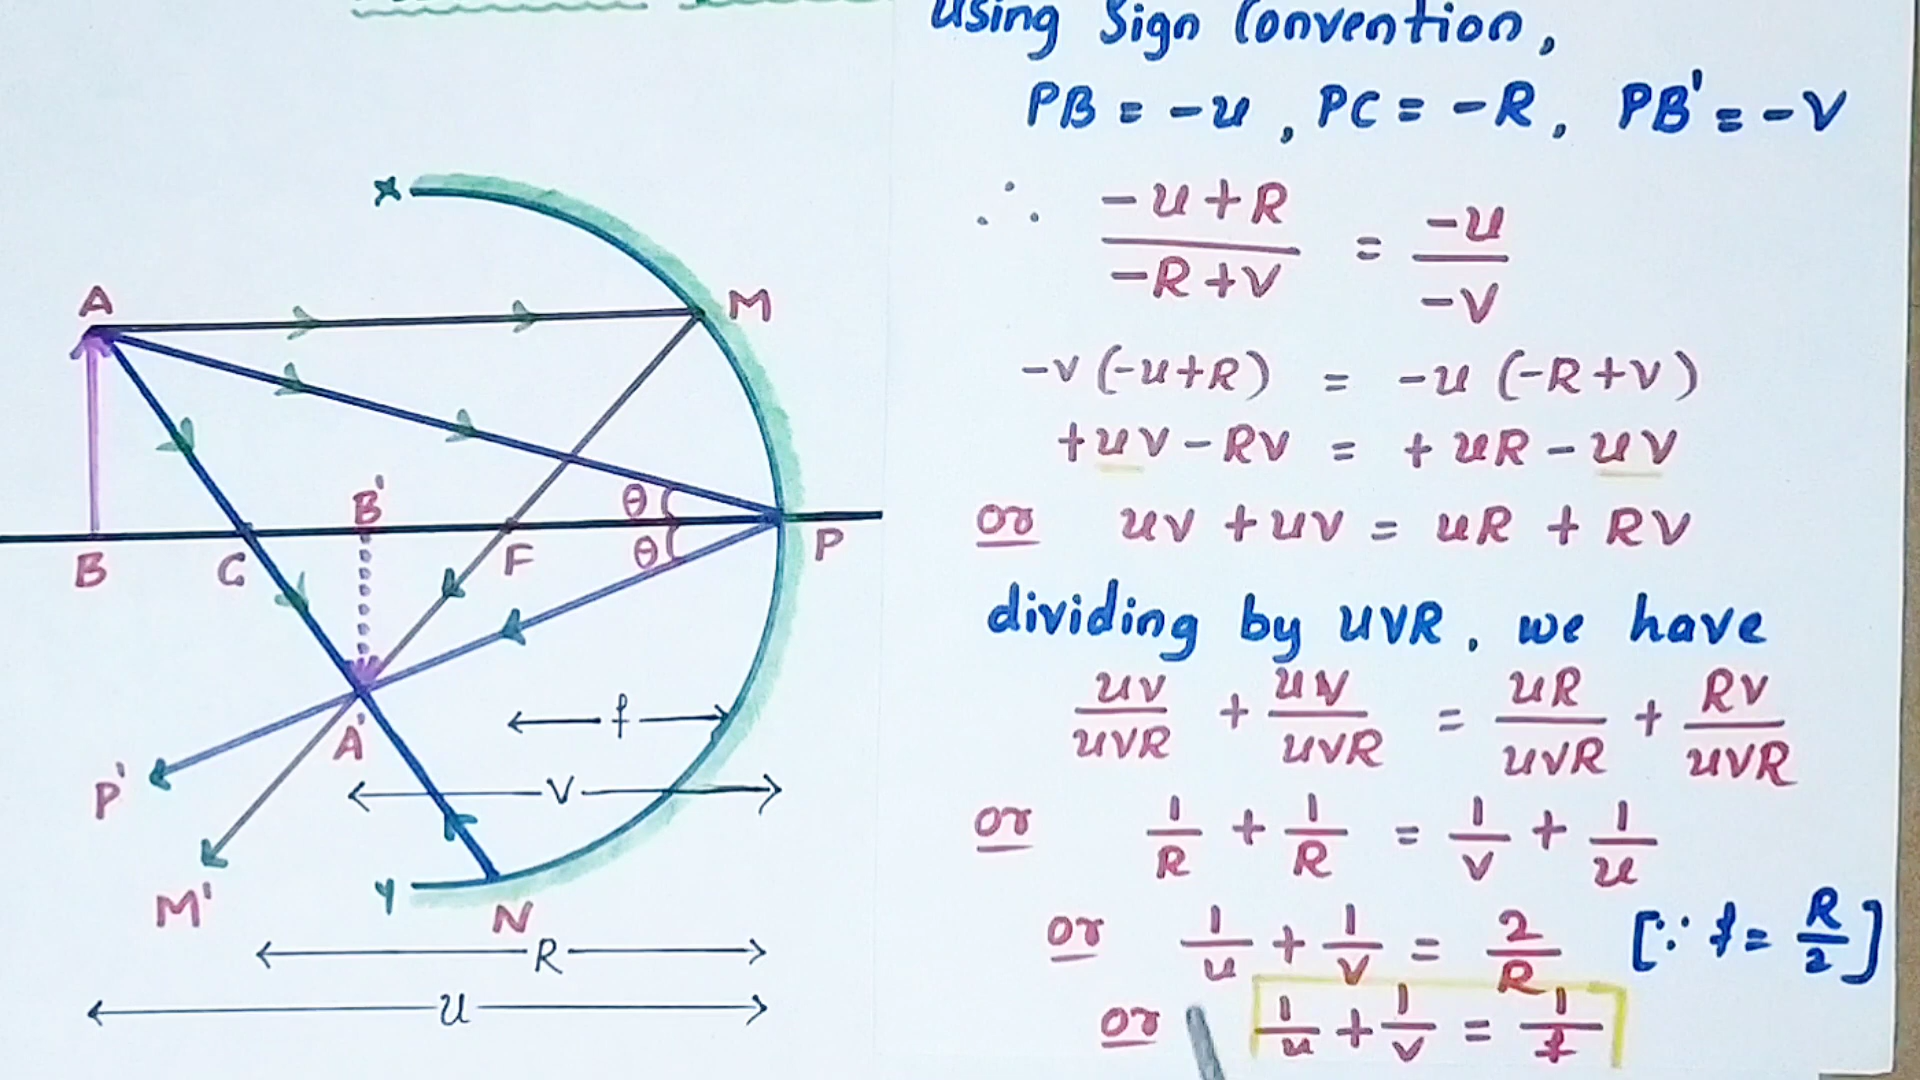 using Sign Convention,
PB = -u , PC = -R , PB' = -V
∴ (-u+R)/(-R+V) = -u/-V
-v(-u+R) = -u(-R+v)
+uv-RV = +uR-uV
or uv + uv = uR + RV
dividing by uvR, we have
uv/uvR + uv/uvR = uR/uvR + RV/uvR
or 1/R + 1/R = 1/v + 1/u
or 1/u + 1/v = 2/R [∵ f = R/2]
or 1/u + 1/v = 1/f
X
A
M
B'
θ
θ
B
C
F
P
f
A'
P'
V
Y
M'
N
R
u